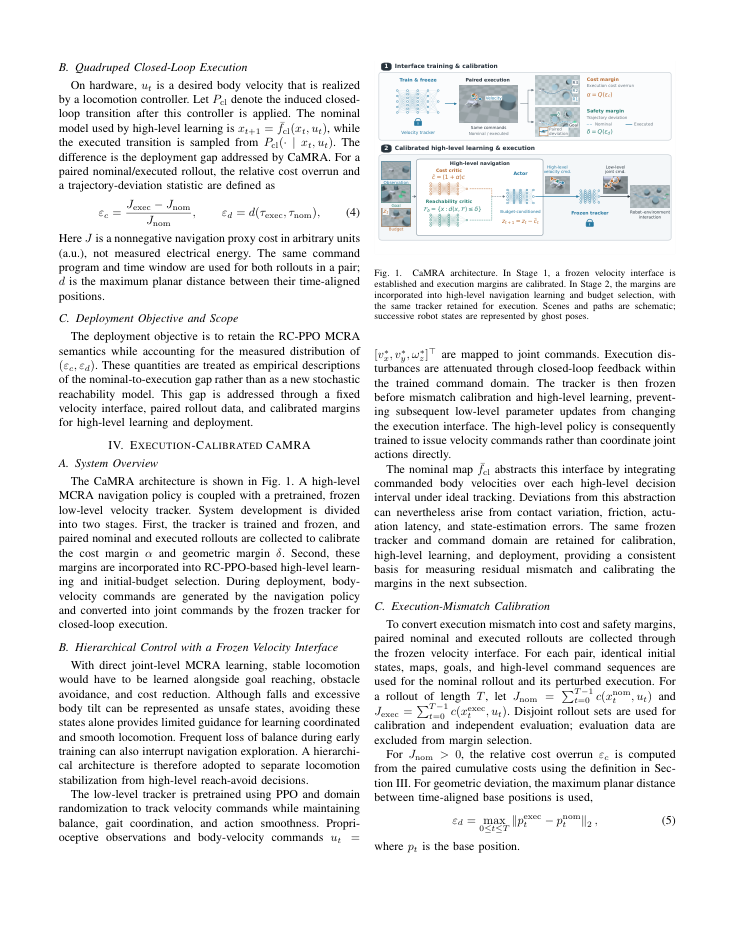 B. Quadruped Closed-Loop Execution
On hardware, u_t is a desired body velocity that is realized
by a locomotion controller. Let P_cl denote the induced closed-
loop transition after this controller is applied. The nominal
model used by high-level learning is x_{t+1} = f̄_cl(x_t, u_t), while
the executed transition is sampled from P_cl(· | x_t, u_t). The
difference is the deployment gap addressed by CaMRA. For a
paired nominal/executed rollout, the relative cost overrun and
a trajectory-deviation statistic are defined as
ε_c = (J_exec − J_nom) / J_nom,   ε_d = d(τ_exec, τ_nom),   (4)
Here J is a nonnegative navigation proxy cost in arbitrary units
(a.u.), not measured electrical energy. The same command
program and time window are used for both rollouts in a pair;
d is the maximum planar distance between their time-aligned
positions.
C. Deployment Objective and Scope
The deployment objective is to retain the RC-PPO MCRA
semantics while accounting for the measured distribution of
(ε_c, ε_d). These quantities are treated as empirical descriptions
of the nominal-to-execution gap rather than as a new stochastic
reachability model. This gap is addressed through a fixed
velocity interface, paired rollout data, and calibrated margins
for high-level learning and deployment.
IV. EXECUTION-CALIBRATED CAMRA
A. System Overview
The CaMRA architecture is shown in Fig. 1. A high-level
MCRA navigation policy is coupled with a pretrained, frozen
low-level velocity tracker. System development is divided
into two stages. First, the tracker is trained and frozen, and
paired nominal and executed rollouts are collected to calibrate
the cost margin α and geometric margin δ. Second, these
margins are incorporated into RC-PPO-based high-level learn-
ing and initial-budget selection. During deployment, body-
velocity commands are generated by the navigation policy
and converted into joint commands by the frozen tracker for
closed-loop execution.
B. Hierarchical Control with a Frozen Velocity Interface
With direct joint-level MCRA learning, stable locomotion
would have to be learned alongside goal reaching, obstacle
avoidance, and cost reduction. Although falls and excessive
body tilt can be represented as unsafe states, avoiding these
states alone provides limited guidance for learning coordinated
and smooth locomotion. Frequent loss of balance during early
training can also interrupt navigation exploration. A hierarchi-
cal architecture is therefore adopted to separate locomotion
stabilization from high-level reach-avoid decisions.
The low-level tracker is pretrained using PPO and domain
randomization to track velocity commands while maintaining
balance, gait coordination, and action smoothness. Propri-
oceptive observations and body-velocity commands u_t =
1 Interface training & calibration
Train & freeze
Velocity tracker
Paired execution
Same commands
Nominal / executed
Paired
deviation
Goal
Cost margin
Execution cost overrun
α = Q(ε_c)
Safety margin
Trajectory deviation
Nominal
Executed
δ = Q(ε_d)
2 Calibrated high-level learning & execution
Observation
Goal
Budget
High-level navigation
Cost critic
ĉ = (1 + α)c
Reachability critic
Actor
Budget-conditioned
High-level
velocity cmd.
Frozen tracker
Low-level
joint cmd.
Robot-environment
interaction
Fig. 1. CaMRA architecture. In Stage 1, a frozen velocity interface is
established and execution margins are calibrated. In Stage 2, the margins are
incorporated into high-level navigation learning and budget selection, with
the same tracker retained for execution. Scenes and paths are schematic;
successive robot states are represented by ghost poses.
[v*_x, v*_y, ω*_z]^⊤ are mapped to joint commands. Execution dis-
turbances are attenuated through closed-loop feedback within
the trained command domain. The tracker is then frozen
before mismatch calibration and high-level learning, prevent-
ing subsequent low-level parameter updates from changing
the execution interface. The high-level policy is consequently
trained to issue velocity commands rather than coordinate joint
actions directly.
The nominal map f̄_cl abstracts this interface by integrating
commanded body velocities over each high-level decision
interval under ideal tracking. Deviations from this abstraction
can nevertheless arise from contact variation, friction, actu-
ation latency, and state-estimation errors. The same frozen
tracker and command domain are retained for calibration,
high-level learning, and deployment, providing a consistent
basis for measuring residual mismatch and calibrating the
margins in the next subsection.
C. Execution-Mismatch Calibration
To convert execution mismatch into cost and safety margins,
paired nominal and executed rollouts are collected through
the frozen velocity interface. For each pair, identical initial
states, maps, goals, and high-level command sequences are
used for the nominal rollout and its perturbed execution. For
a rollout of length T, let J_nom = ∑_{t=0}^{T−1} c(x_t^nom, u_t) and
J_exec = ∑_{t=0}^{T−1} c(x_t^exec, u_t). Disjoint rollout sets are used for
calibration and independent evaluation; evaluation data are
excluded from margin selection.
For J_nom > 0, the relative cost overrun ε_c is computed
from the paired cumulative costs using the definition in Sec-
tion III. For geometric deviation, the maximum planar distance
between time-aligned base positions is used,
ε_d = max_{0≤t≤T} ‖p_t^exec − p_t^nom‖_2 ,   (5)
where p_t is the base position.